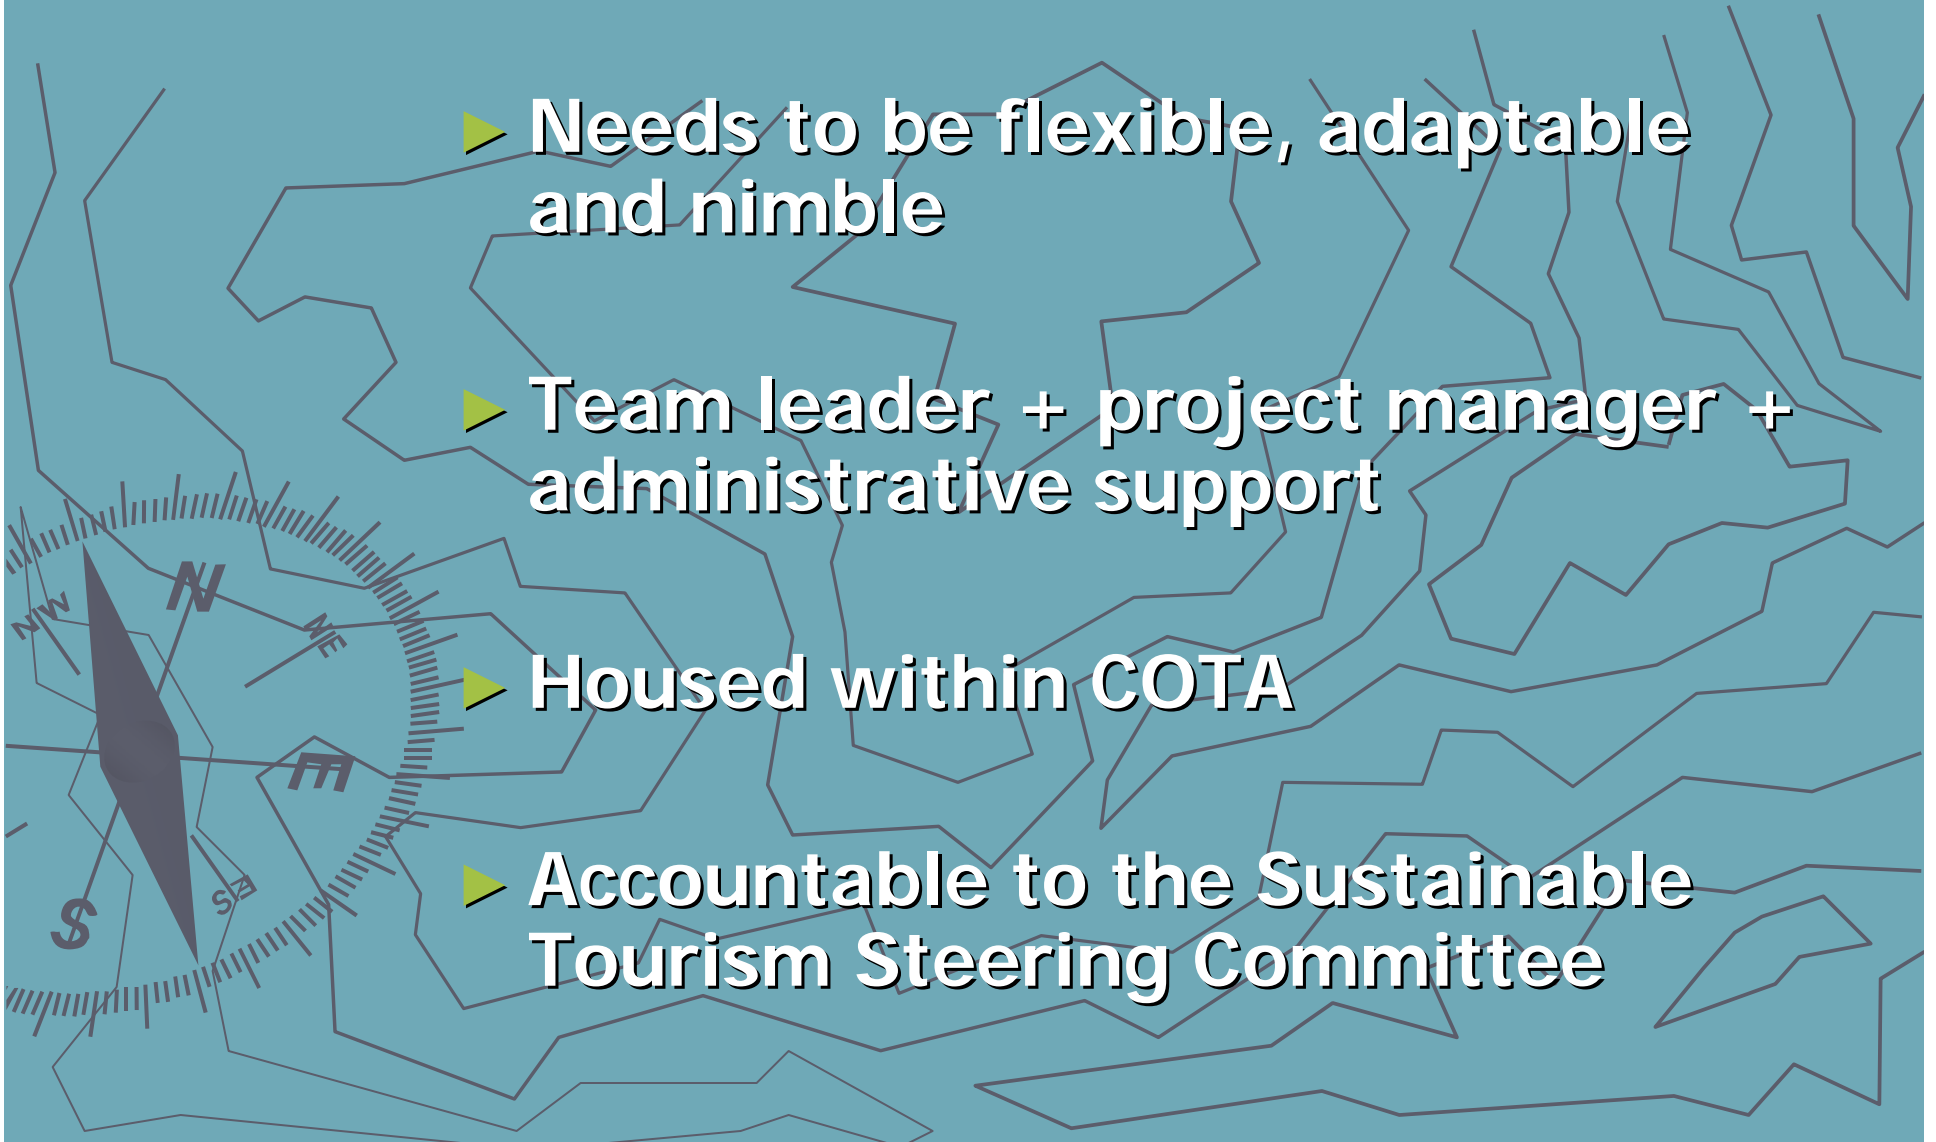 ► Needs to be flexible, adaptable
and nimble
► Team leader + project manager +
administrative support
► Housed within COTA
► Accountable to the Sustainable
Tourism Steering Committee
N
NW
NE
E
SE
S